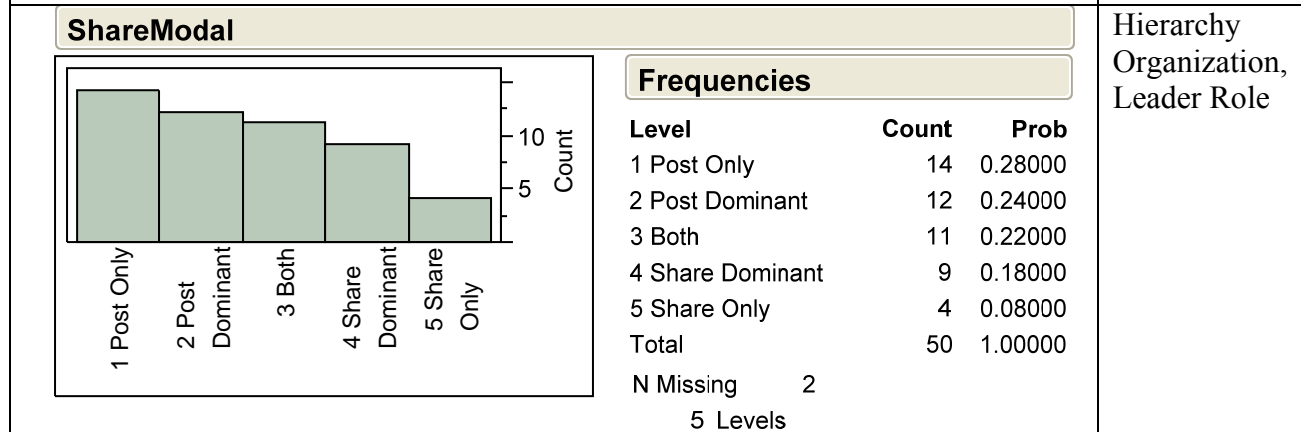 ShareModal
10
5
Count
1 Post Only
2 Post
Dominant
3 Both
4 Share
Dominant
5 Share
Only
Frequencies
Level Count Prob
1 Post Only 14 0.28000
2 Post Dominant 12 0.24000
3 Both 11 0.22000
4 Share Dominant 9 0.18000
5 Share Only 4 0.08000
Total 50 1.00000
N Missing 2
5 Levels
Hierarchy
Organization,
Leader Role